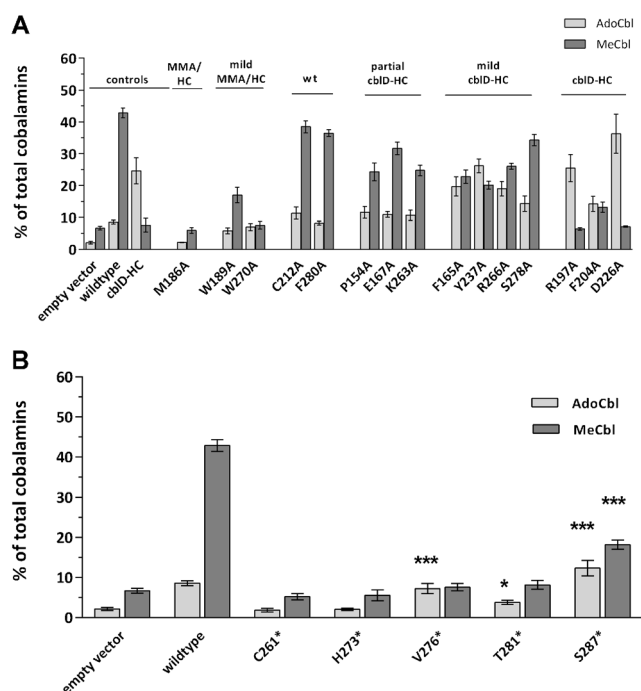 A
AdoCbl
MeCbl
controls
MMA/
HC
mild
MMA/HC
wt
partial
cblD-HC
mild
cblD-HC
cblD-HC
% of total cobalamins
60
50
40
30
20
10
0
empty vector
wildtype
cblD-HC
M186A
W189A
W270A
C212A
F280A
P154A
E167A
K263A
F165A
Y237A
R266A
S278A
R197A
F204A
D226A
B
AdoCbl
MeCbl
% of total cobalamins
60
50
40
30
20
10
0
***
*
***
***
empty vector
wildtype
C261*
H273*
V276*
T281*
S287*